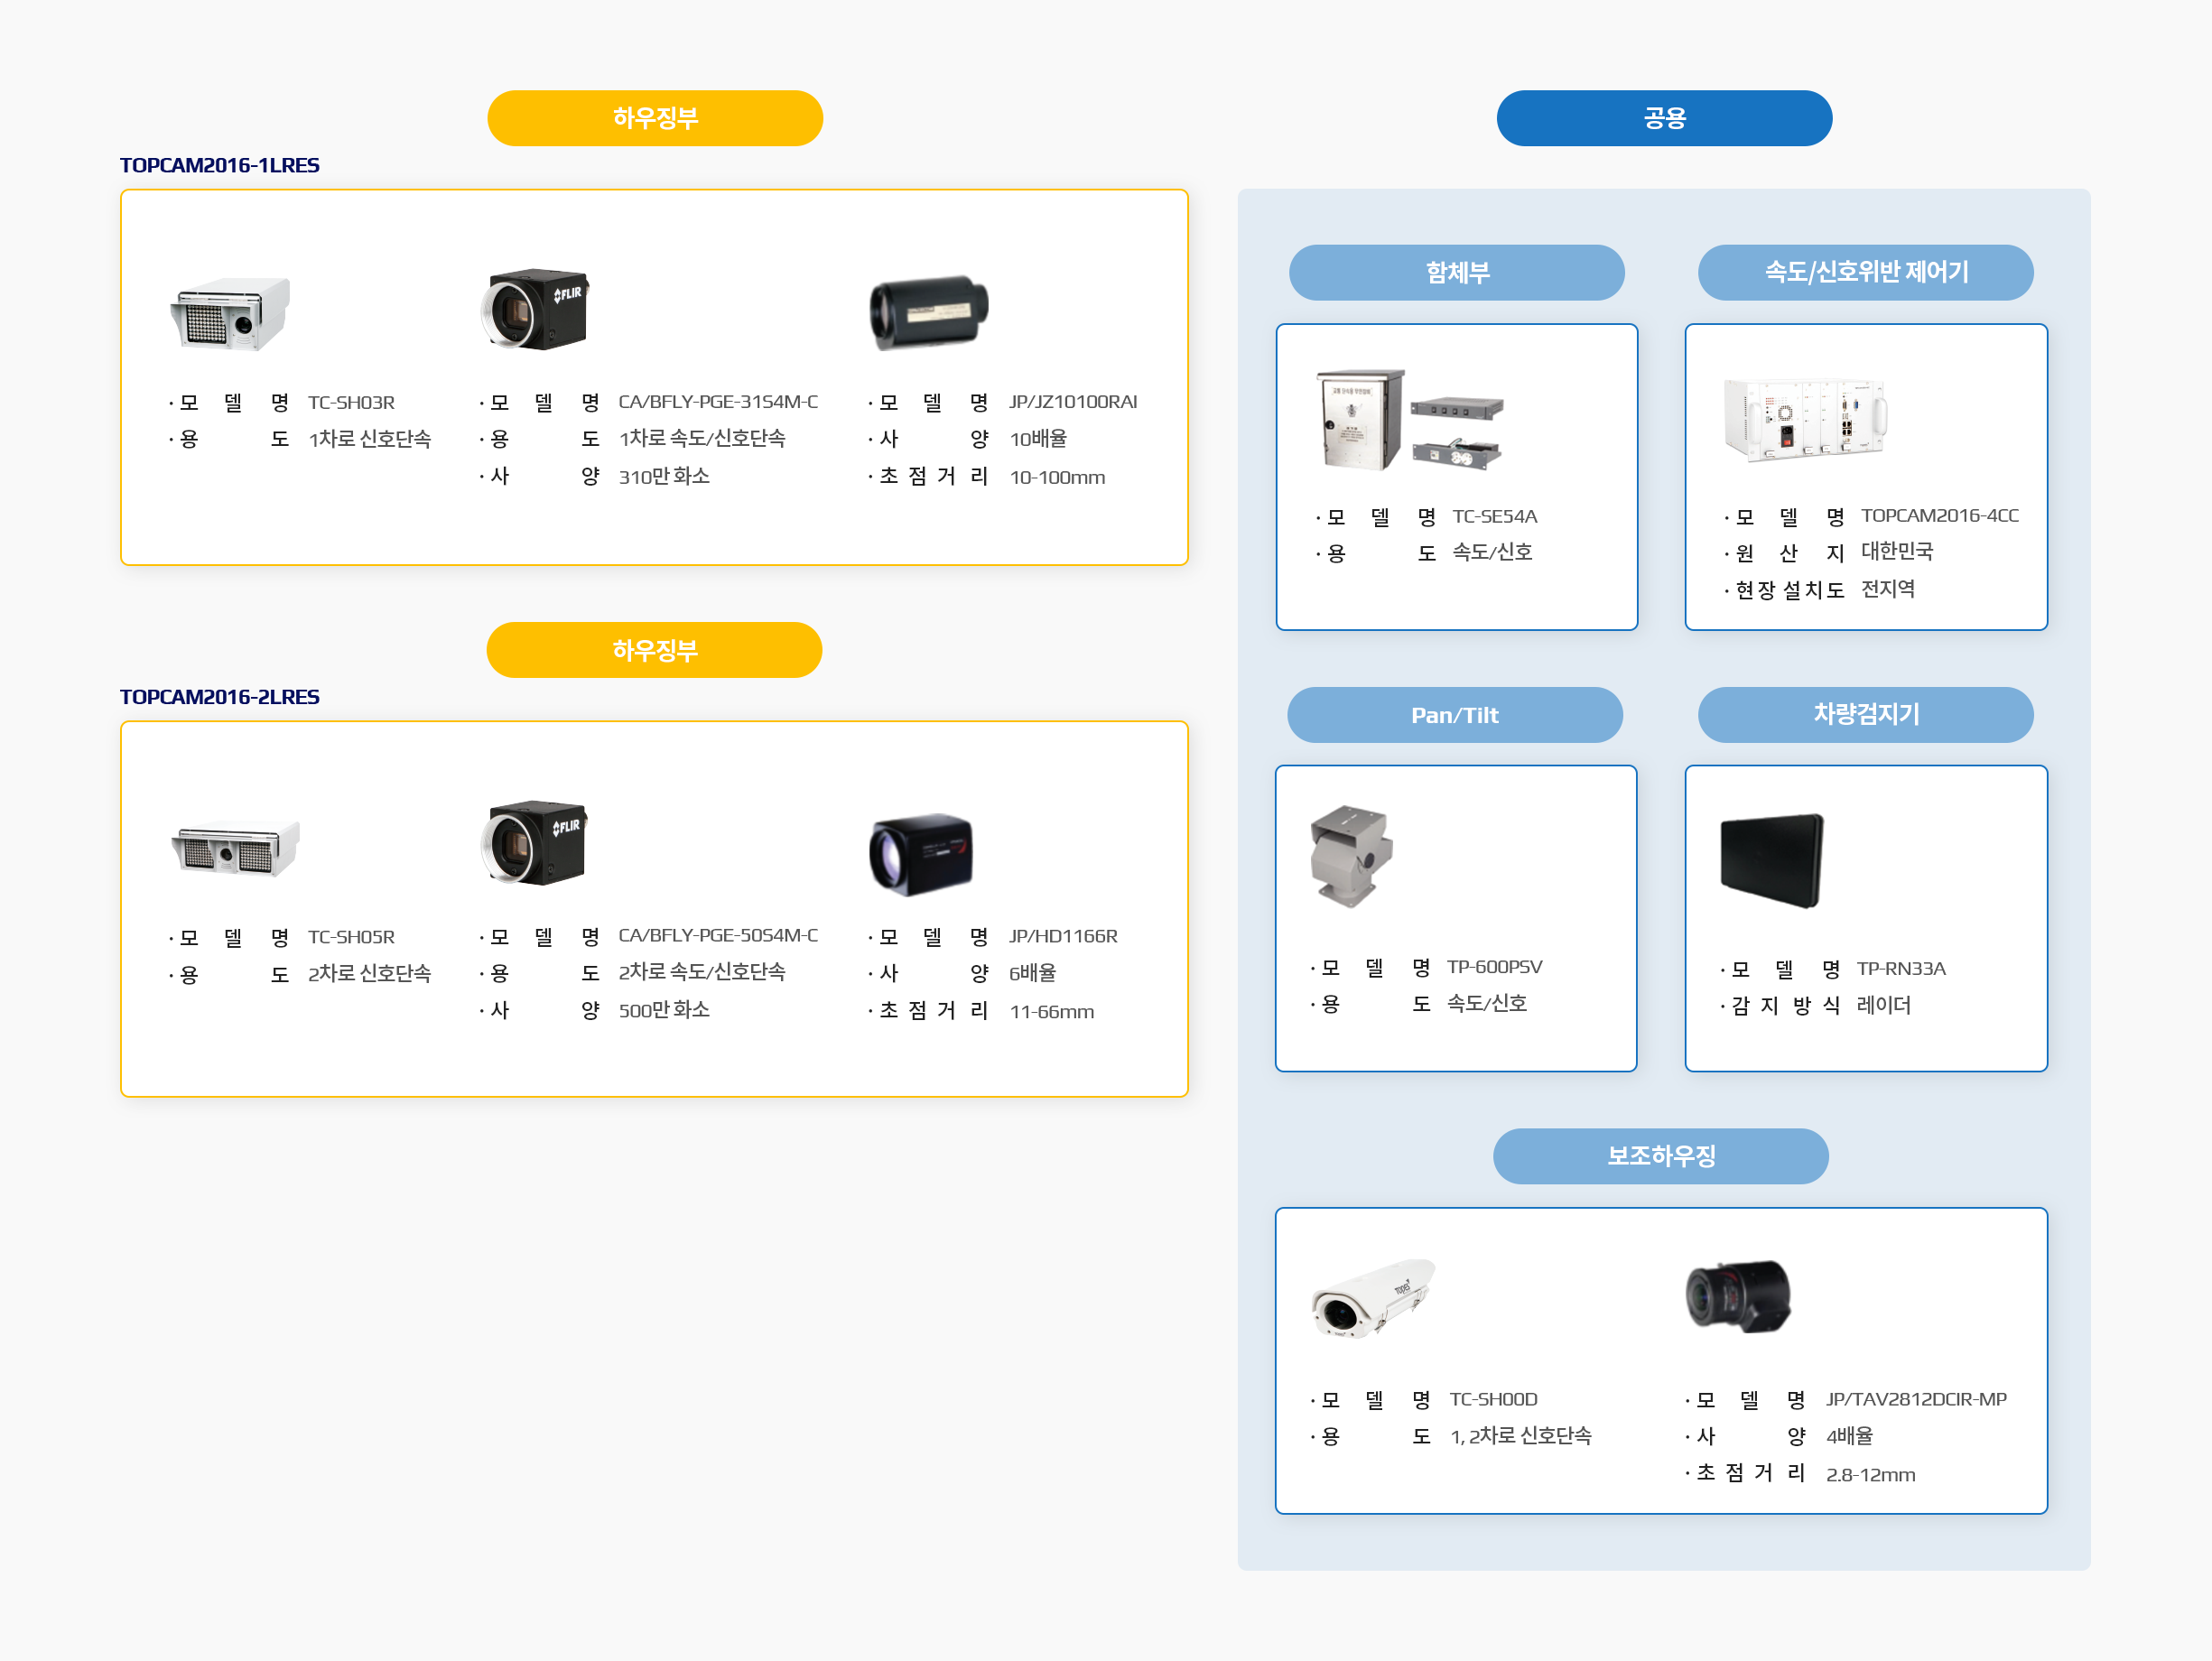 하우징부
TOPCAM2016-1LRES
FLIR
· 모 델 명 TC-SH03R
· 용 도 1차로 신호단속
· 모 델 명 CA/BFLY-PGE-31S4M-C
· 용 도 1차로 속도/신호단속
· 사 양 310만 화소
· 모 델 명 JP/JZ10100RAI
· 사 양 10배율
· 초 점 거 리 10-100mm
하우징부
TOPCAM2016-2LRES
FLIR
· 모 델 명 TC-SH05R
· 용 도 2차로 신호단속
· 모 델 명 CA/BFLY-PGE-50S4M-C
· 용 도 2차로 속도/신호단속
· 사 양 500만 화소
· 모 델 명 JP/HD1166R
· 사 양 6배율
· 초 점 거 리 11-66mm
공용
함체부
· 모 델 명 TC-SE54A
· 용 도 속도/신호
속도/신호위반 제어기
· 모 델 명 TOPCAM2016-4CC
· 원 산 지 대한민국
· 현장 설치도 전지역
Pan/Tilt
· 모 델 명 TP-600PSV
· 용 도 속도/신호
차량검지기
· 모 델 명 TP-RN33A
· 감 지 방 식 레이더
보조하우징
Topes
· 모 델 명 TC-SH00D
· 용 도 1, 2차로 신호단속
· 모 델 명 JP/TAV2812DCIR-MP
· 사 양 4배율
· 초 점 거 리 2.8-12mm